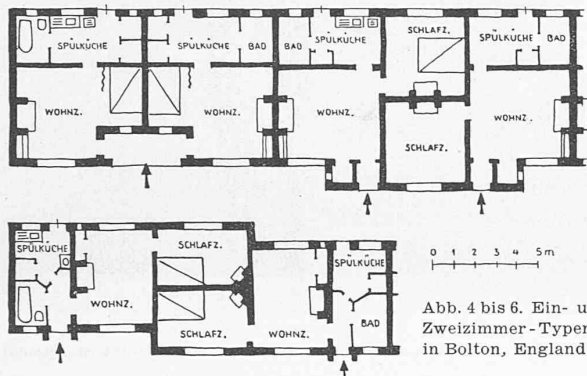 SPÜLKÜCHE SPÜLKÜCHE BAD BAD SPÜLKÜCHE SCHLAFZ. SPÜLKÜCHE BAD
WOHNZ. WOHNZ. WOHNZ. WOHNZ.
SCHLAFZ.
SPÜLKÜCHE SCHLAFZ. SPÜLKÜCHE
WOHNZ. SCHLAFZ. WOHNZ. BAD
0 1 2 3 4 5m
Abb. 4 bis 6. Ein- u
Zweizimmer-Typen
in Bolton, England